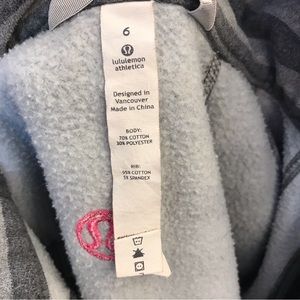 6
lululemon
athletica
Designed in
Vancouver
Made in China
BODY:
70% COTTON
30% POLYESTER
RIB:
95% COTTON
5% SPANDEX